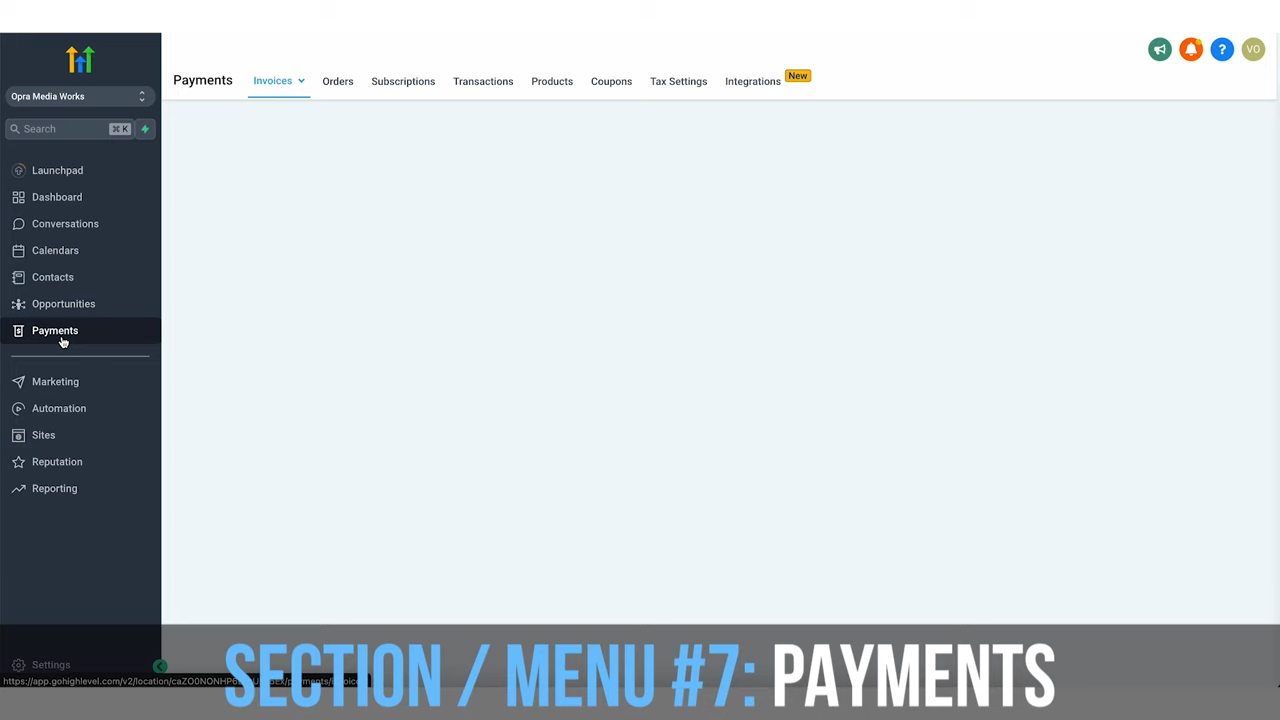 Opra Media Works
Search ⌘ K
Launchpad
Dashboard
Conversations
Calendars
Contacts
Opportunities
Payments
Marketing
Automation
Sites
Reputation
Reporting
Settings
Payments Invoices Orders Subscriptions Transactions Products Coupons Tax Settings Integrations New
VO
SECTION / MENU #7: PAYMENTS